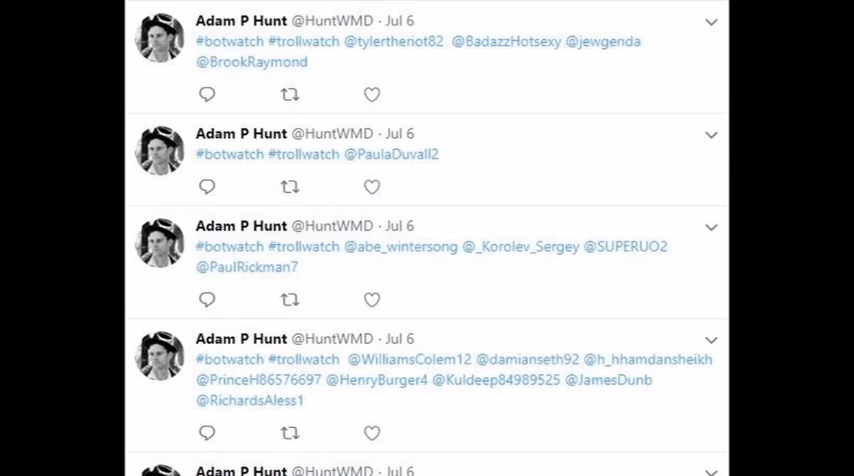 Adam P Hunt @HuntWMD · Jul 6
#botwatch #trollwatch @tylertheriot82 @BadazzHotsexy @jewgenda
@BrookRaymond
Adam P Hunt @HuntWMD · Jul 6
#botwatch #trollwatch @PaulaDuvall2
Adam P Hunt @HuntWMD · Jul 6
#botwatch #trollwatch @abe_wintersong @_Korolev_Sergey @SUPERUO2
@PaulRickman7
Adam P Hunt @HuntWMD · Jul 6
#botwatch #trollwatch @WilliamsColem12 @damianseth92 @h_hhamdansheikh
@PrinceH86576697 @HenryBurger4 @Kuldeep84989525 @JamesDunb
@RichardsAless1
Adam P Hunt @HuntWMD · Jul 6